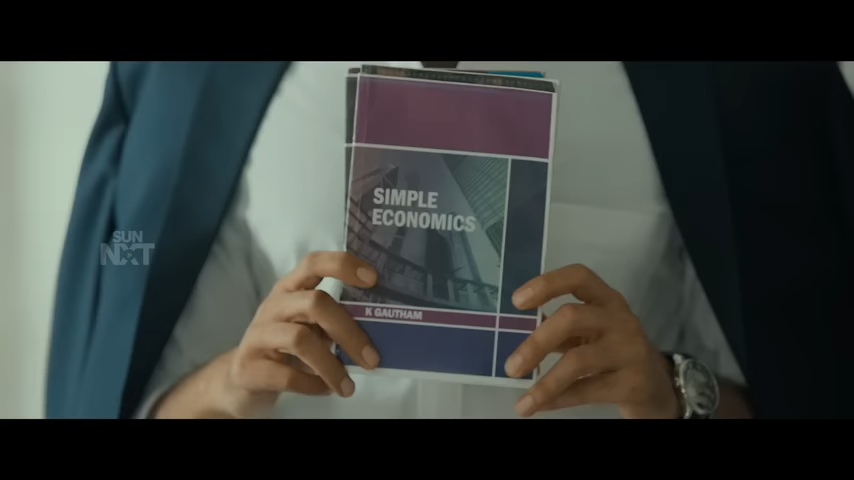 SUN
NXT
SIMPLE
ECONOMICS
K GAUTHAM